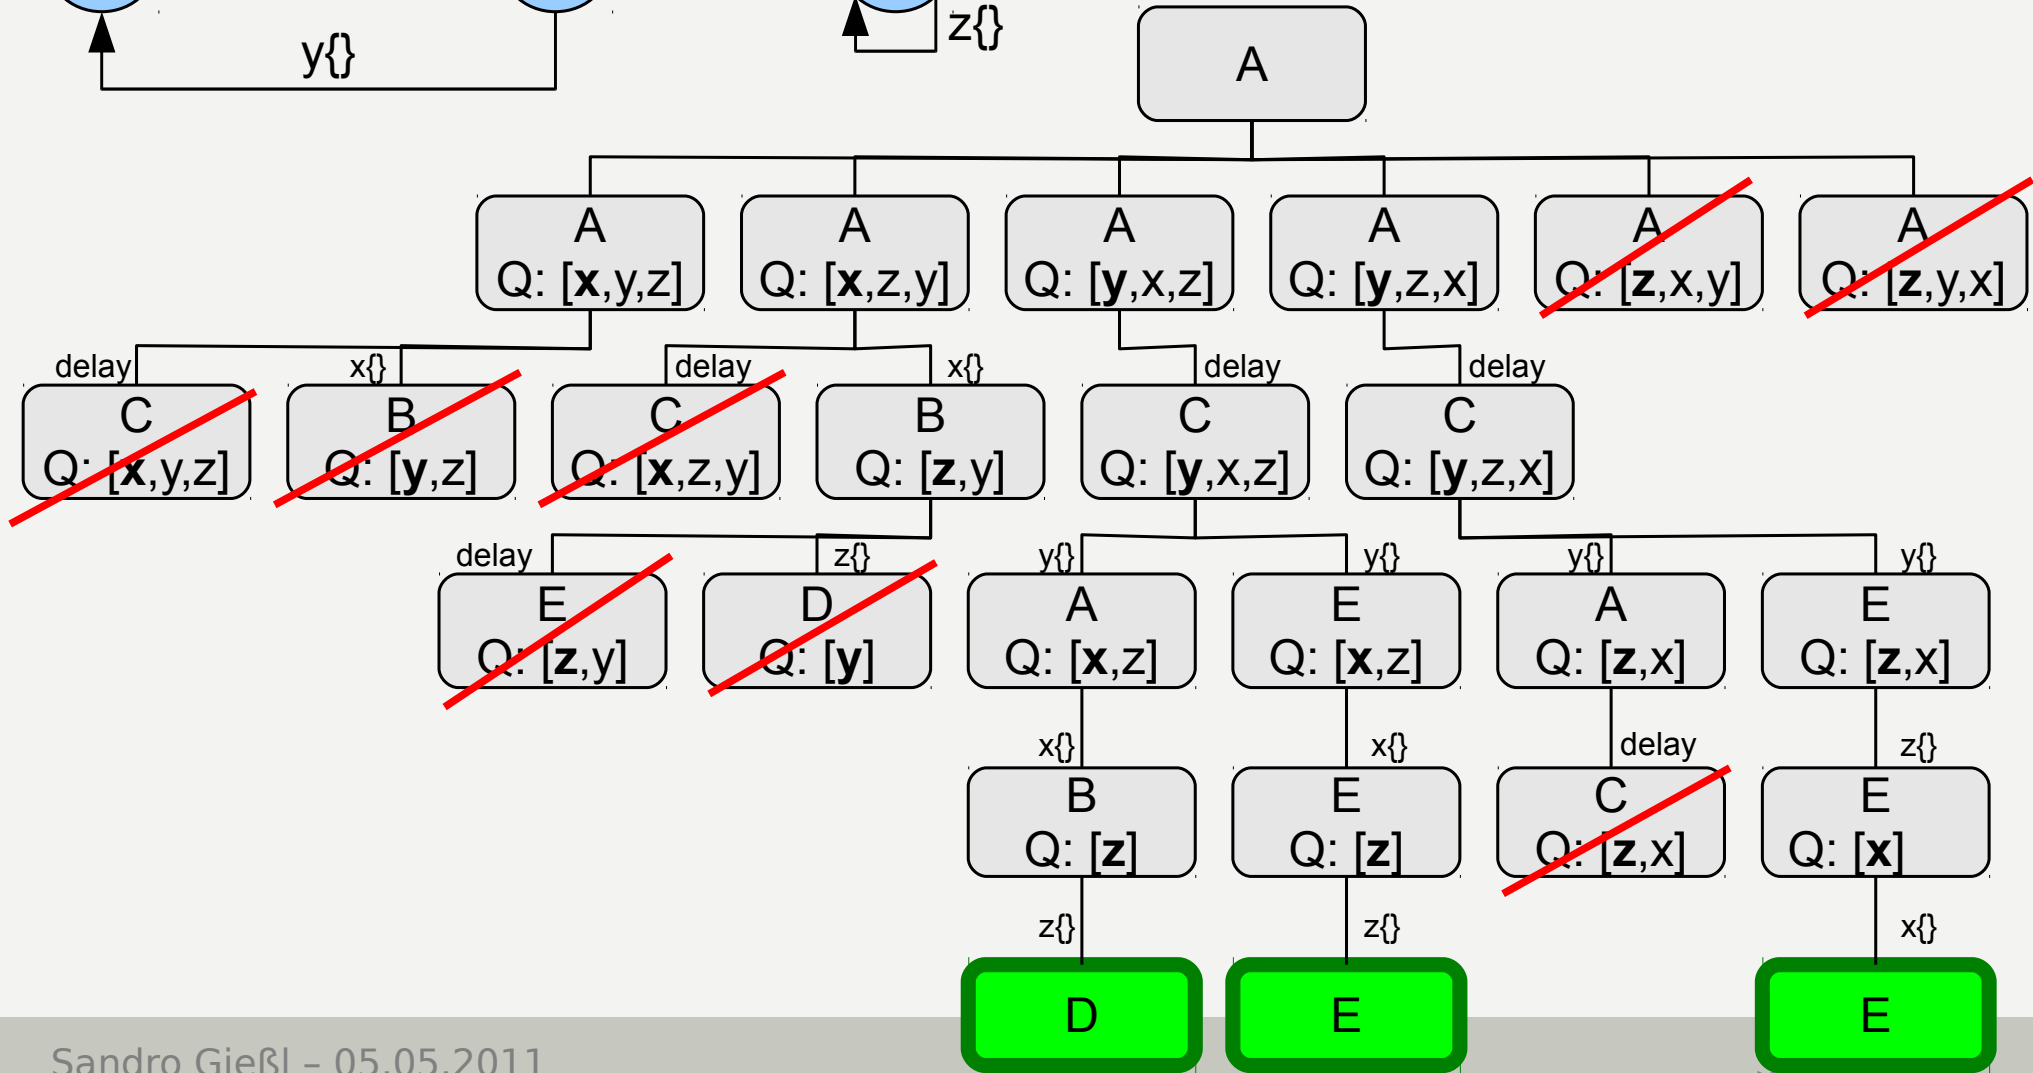 z{}
y{}
A
A
Q: [x,y,z]
A
Q: [x,z,y]
A
Q: [y,x,z]
A
Q: [y,z,x]
A
Q: [z,x,y]
A
Q: [z,y,x]
delay
x{}
delay
x{}
delay
delay
C
Q: [x,y,z]
B
Q: [y,z]
C
Q: [x,z,y]
B
Q: [z,y]
C
Q: [y,x,z]
C
Q: [y,z,x]
delay
z{}
y{}
y{}
y{}
y{}
E
Q: [z,y]
D
Q: [y]
A
Q: [x,z]
E
Q: [x,z]
A
Q: [z,x]
E
Q: [z,x]
x{}
x{}
delay
z{}
B
Q: [z]
E
Q: [z]
C
Q: [z,x]
E
Q: [x]
z{}
z{}
x{}
D
E
E
Sandro Gießl – 05.05.2011